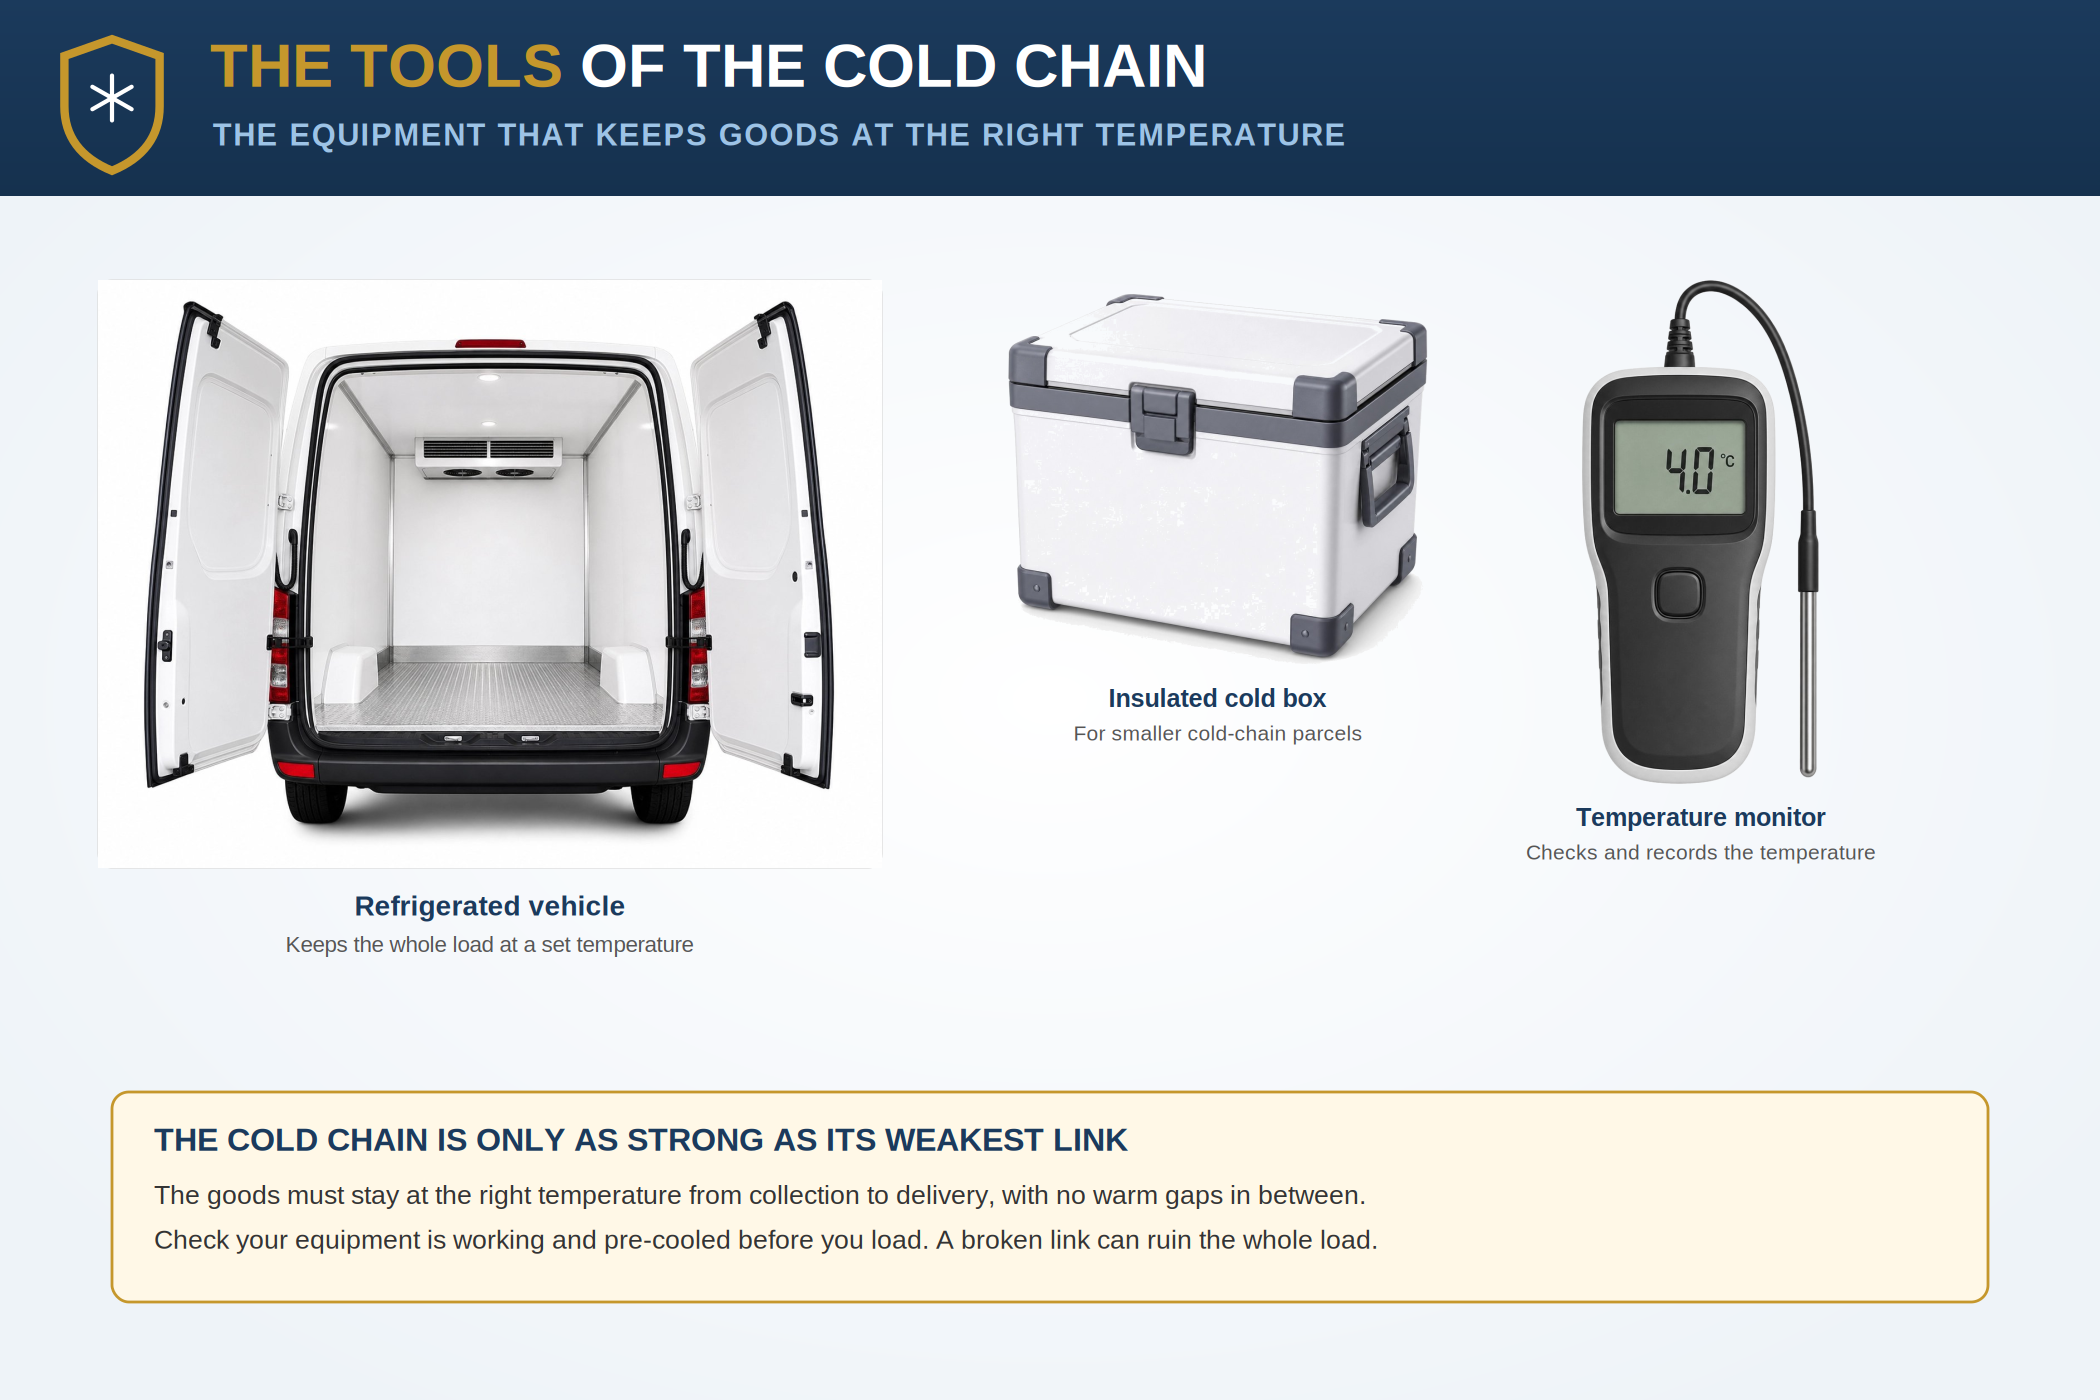 THE TOOLS OF THE COLD CHAIN
THE EQUIPMENT THAT KEEPS GOODS AT THE RIGHT TEMPERATURE
4.0 °C
Insulated cold box
For smaller cold-chain parcels
Temperature monitor
Checks and records the temperature
Refrigerated vehicle
Keeps the whole load at a set temperature
THE COLD CHAIN IS ONLY AS STRONG AS ITS WEAKEST LINK
The goods must stay at the right temperature from collection to delivery, with no warm gaps in between.
Check your equipment is working and pre-cooled before you load. A broken link can ruin the whole load.